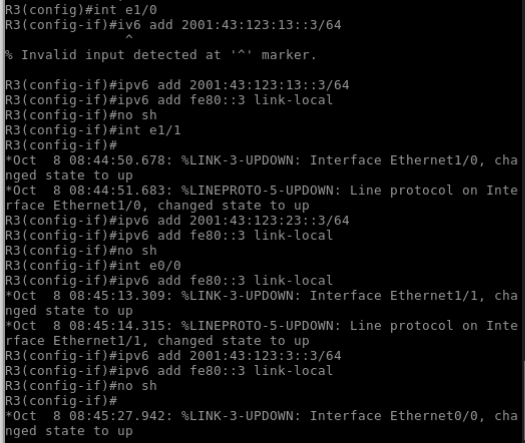 R3(config)#int e1/0
R3(config-if)#iv6 add 2001:43:123:13::3/64
^
% Invalid input detected at '^' marker.
R3(config-if)#ipv6 add 2001:43:123:13::3/64
R3(config-if)#ipv6 add fe80::3 link-local
R3(config-if)#no sh
R3(config-if)#int e1/1
R3(config-if)#
*Oct  8 08:44:50.678: %LINK-3-UPDOWN: Interface Ethernet1/0, cha
nged state to up
*Oct  8 08:44:51.683: %LINEPROTO-5-UPDOWN: Line protocol on Inte
rface Ethernet1/0, changed state to up
R3(config-if)#ipv6 add 2001:43:123:23::3/64
R3(config-if)#ipv6 add fe80::3 link-local
R3(config-if)#no sh
R3(config-if)#int e0/0
R3(config-if)#ipv6 add fe80::3 link-local
*Oct  8 08:45:13.309: %LINK-3-UPDOWN: Interface Ethernet1/1, cha
nged state to up
*Oct  8 08:45:14.315: %LINEPROTO-5-UPDOWN: Line protocol on Inte
rface Ethernet1/1, changed state to up
R3(config-if)#ipv6 add 2001:43:123:3::3/64
R3(config-if)#ipv6 add fe80::3 link-local
R3(config-if)#no sh
R3(config-if)#
*Oct  8 08:45:27.942: %LINK-3-UPDOWN: Interface Ethernet0/0, cha
nged state to up